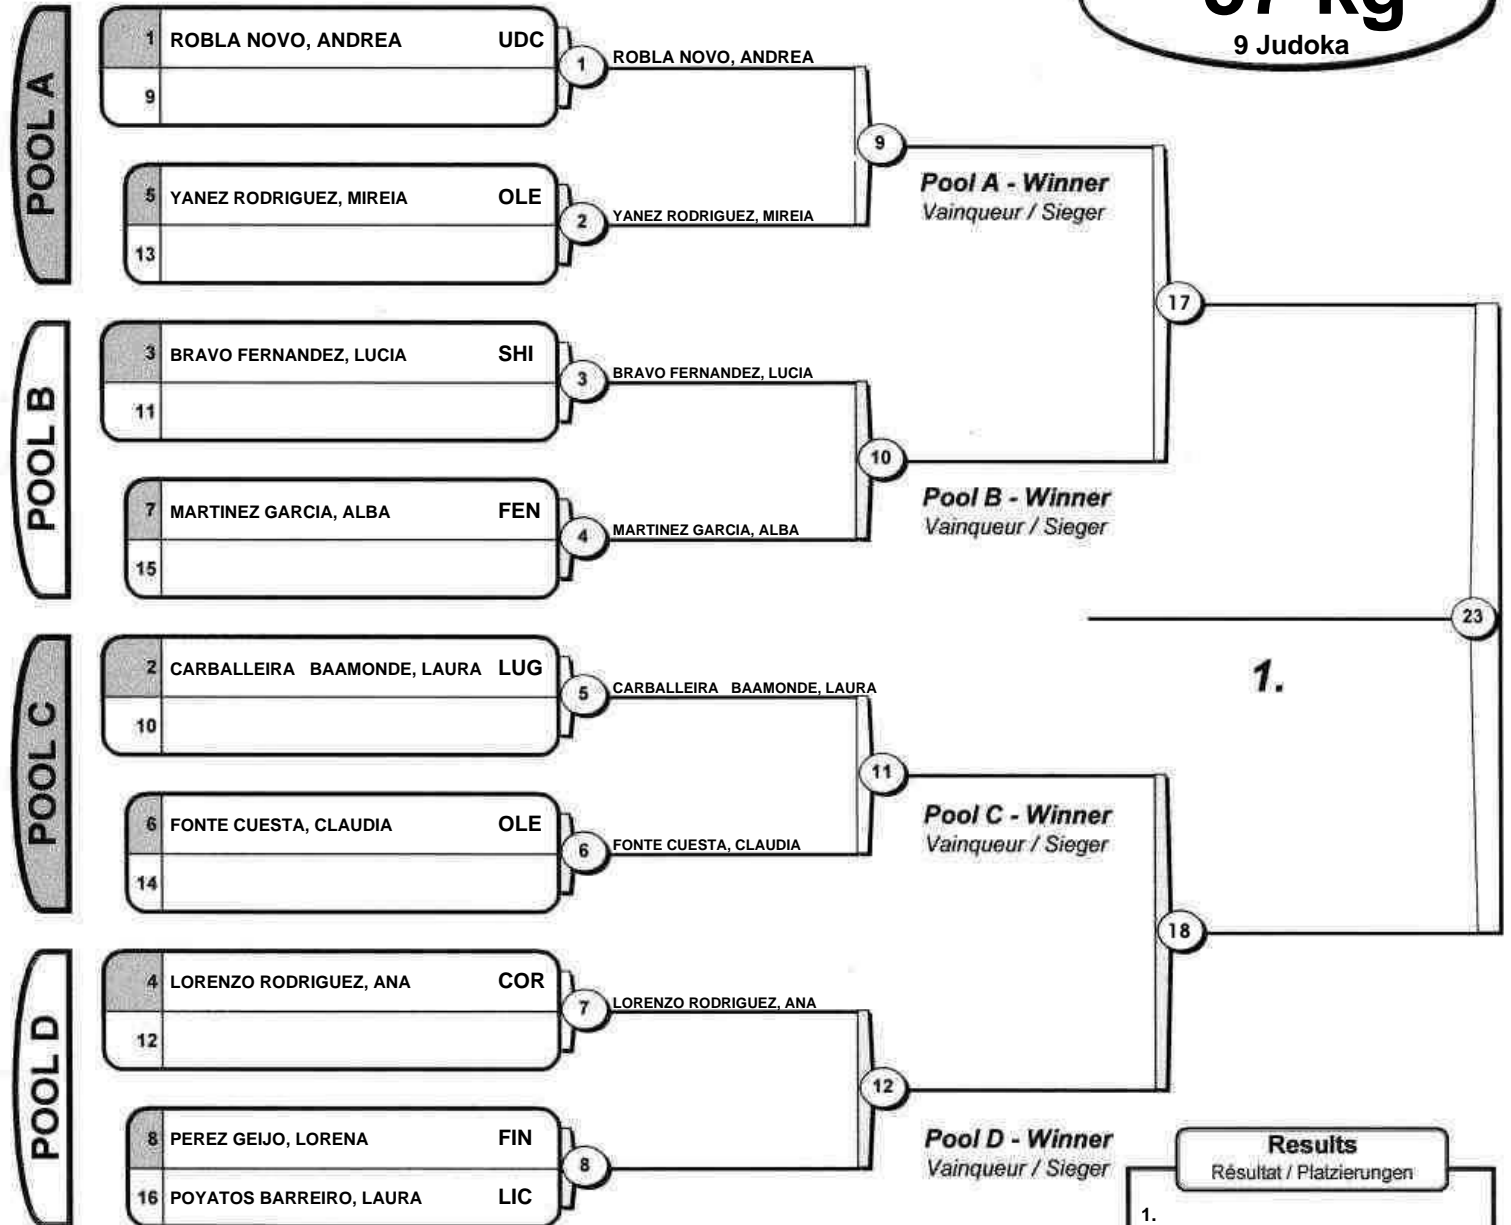 kg
9 Judoka
POOL A
1 ROBLA NOVO, ANDREA UDC
9
1 ROBLA NOVO, ANDREA
5 YANEZ RODRIGUEZ, MIREIA OLE
13
2 YANEZ RODRIGUEZ, MIREIA
9
Pool A - Winner
Vainqueur / Sieger
POOL B
3 BRAVO FERNANDEZ, LUCIA SHI
11
3 BRAVO FERNANDEZ, LUCIA
7 MARTINEZ GARCIA, ALBA FEN
15
4 MARTINEZ GARCIA, ALBA
10
Pool B - Winner
Vainqueur / Sieger
17
POOL C
2 CARBALLEIRA BAAMONDE, LAURA LUG
10
5 CARBALLEIRA BAAMONDE, LAURA
6 FONTE CUESTA, CLAUDIA OLE
14
6 FONTE CUESTA, CLAUDIA
11
Pool C - Winner
Vainqueur / Sieger
POOL D
4 LORENZO RODRIGUEZ, ANA COR
12
7 LORENZO RODRIGUEZ, ANA
8 PEREZ GEIJO, LORENA FIN
16 POYATOS BARREIRO, LAURA LIC
8
12
Pool D - Winner
Vainqueur / Sieger
18
23
1.
Results
Résultat / Platzierungen
1.